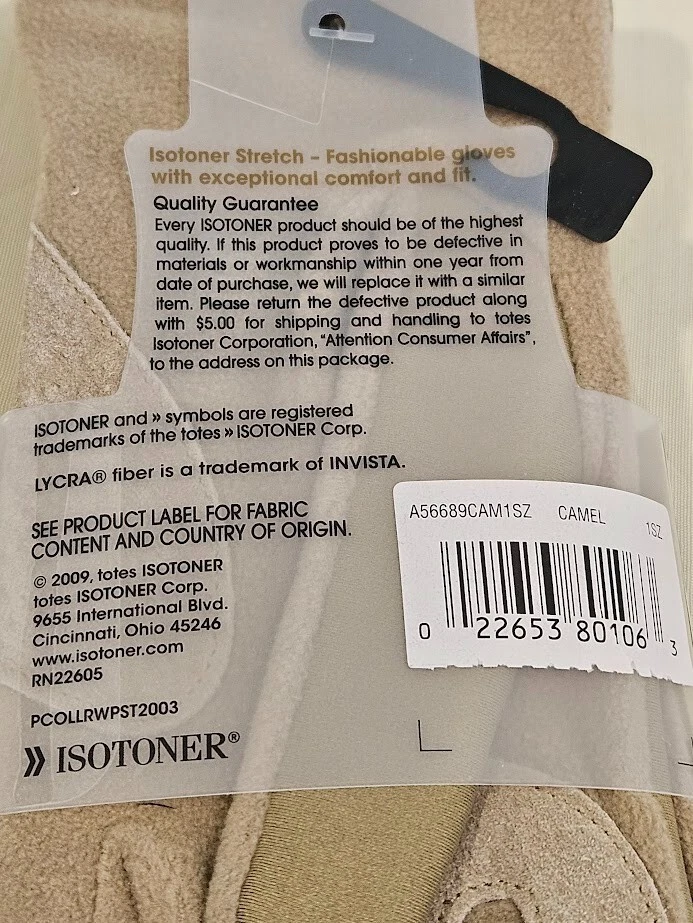 Isotoner Stretch – Fashionable gloves
with exceptional comfort and fit.
Quality Guarantee
Every ISOTONER product should be of the highest
quality. If this product proves to be defective in
materials or workmanship within one year from
date of purchase, we will replace it with a similar
item. Please return the defective product along
with $5.00 for shipping and handling to totes
Isotoner Corporation, "Attention Consumer Affairs",
to the address on this package.
ISOTONER and » symbols are registered
trademarks of the totes » ISOTONER Corp.
LYCRA® fiber is a trademark of INVISTA.
SEE PRODUCT LABEL FOR FABRIC
CONTENT AND COUNTRY OF ORIGIN.
© 2009, totes ISOTONER
totes ISOTONER Corp.
9655 International Blvd.
Cincinnati, Ohio 45246
www.isotoner.com
RN22605
PCOLLRWPST2003
» ISOTONER®
A56689CAM1SZ CAMEL 1SZ
0 22653 80106 3